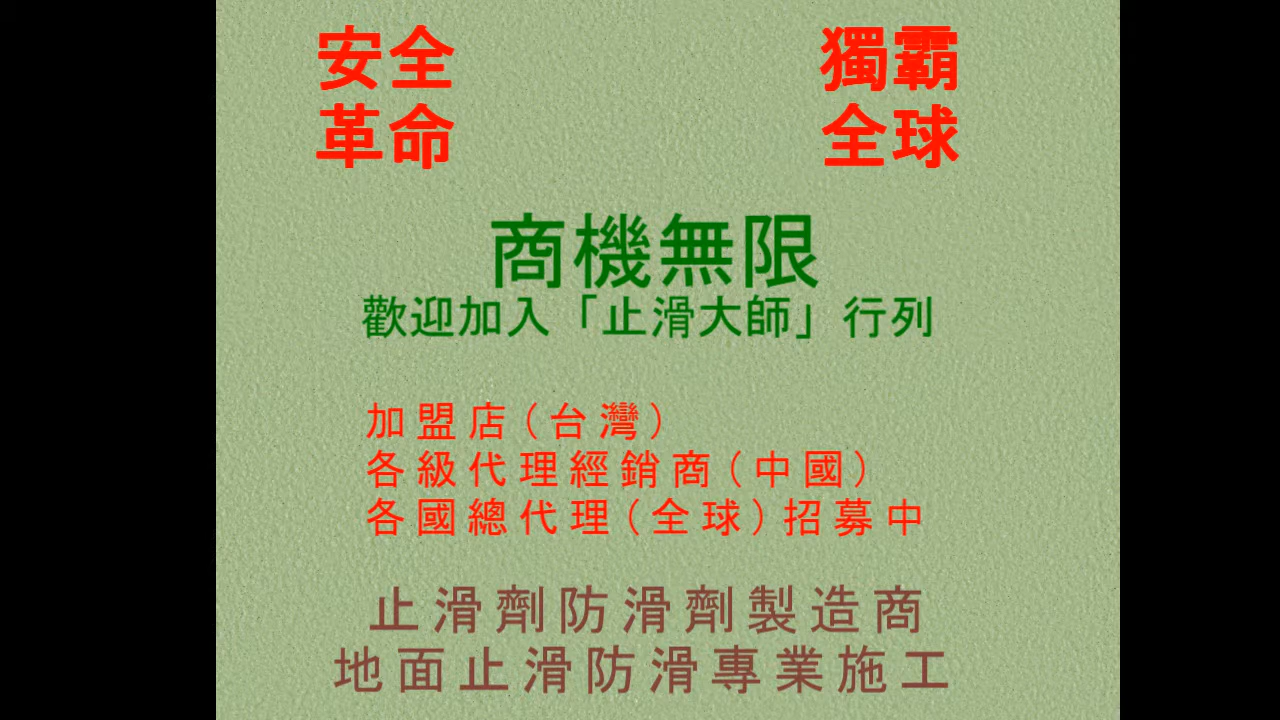 安全 獨霸
革命 全球
商機無限
歡迎加入「止滑大師」行列
加盟店(台灣)
各級代理經銷商(中國)
各國總代理(全球)招募中
止滑劑防滑劑製造商
地面止滑防滑專業施工